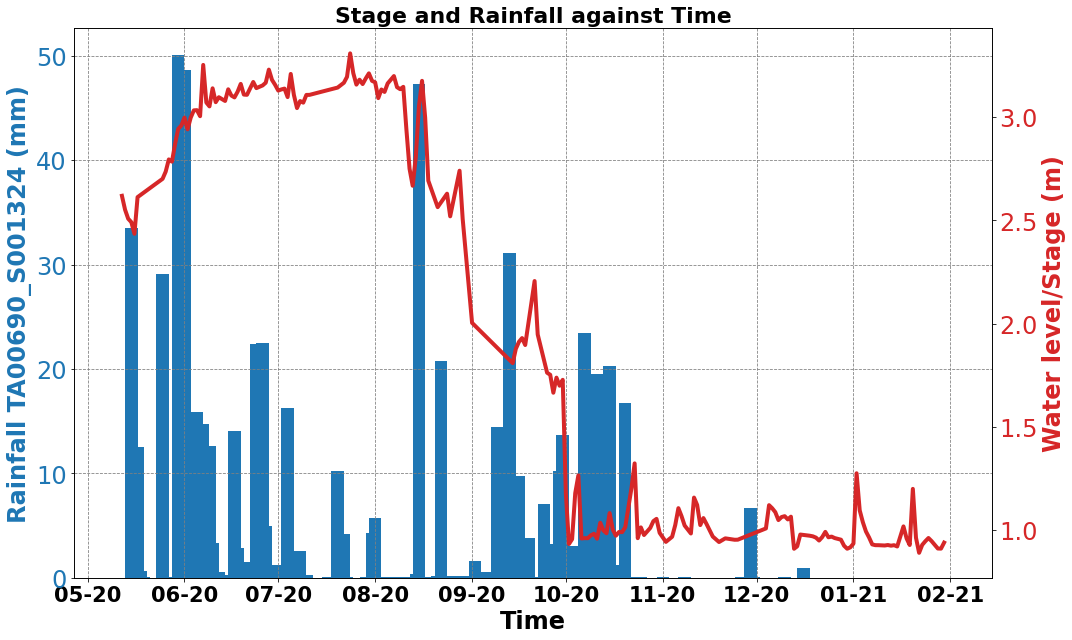 Stage and Rainfall against Time
Rainfall TA00690_S001324 (mm)
50
40
30
20
10
0
3.0
2.5
2.0
1.5
1.0
Water level/Stage (m)
05-20 06-20 07-20 08-20 09-20 10-20 11-20 12-20 01-21 02-21
Time